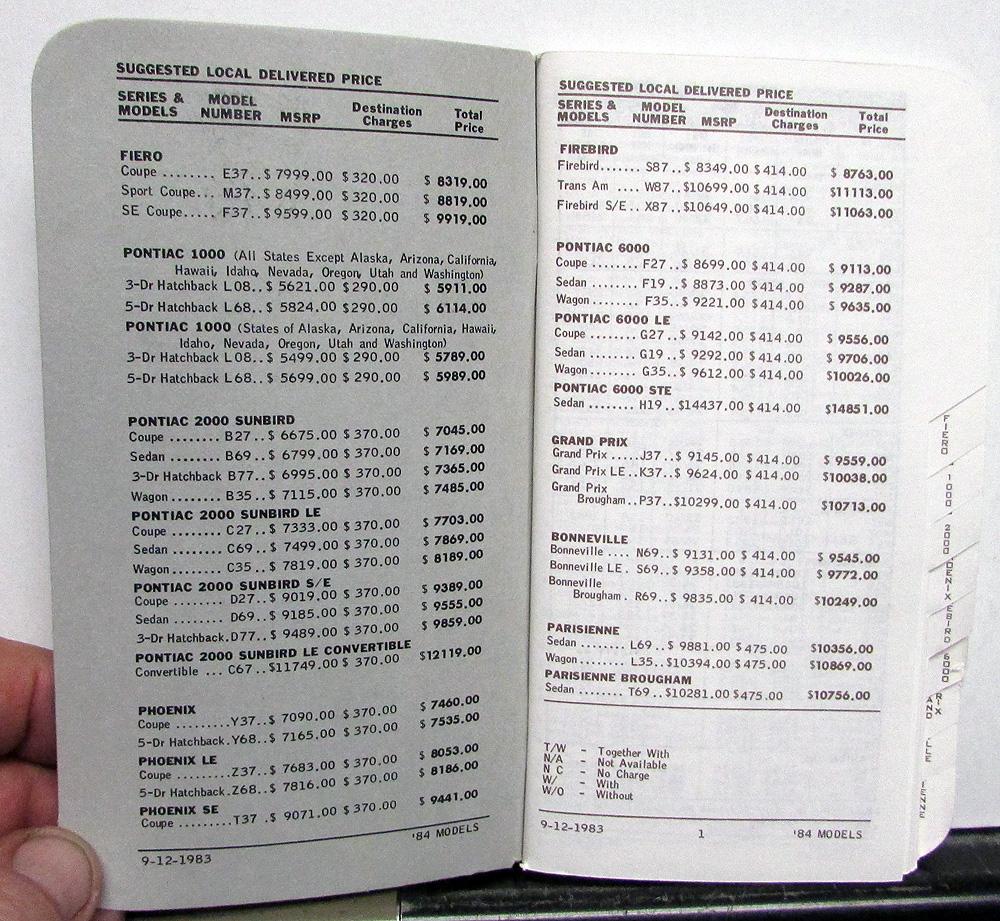 SUGGESTED LOCAL DELIVERED PRICE
SERIES & MODELS MODEL NUMBER MSRP Destination Charges Total Price
FIERO
Coupe ........ E37..$ 7999.00 $320.00 $ 8319.00
Sport Coupe... M37..$ 8499.00 $320.00 $ 8819.00
SE Coupe..... F37..$ 9599.00 $320.00 $ 9919.00
PONTIAC 1000 (All States Except Alaska, Arizona, California,
Hawaii, Idaho, Nevada, Oregon, Utah and Washington)
3-Dr Hatchback L08..$ 5621.00 $290.00 $ 5911.00
5-Dr Hatchback L68..$ 5824.00 $290.00 $ 6114.00
PONTIAC 1000 (States of Alaska, Arizona, California, Hawaii,
Idaho, Nevada, Oregon, Utah and Washington)
3-Dr Hatchback L08..$ 5499.00 $290.00 $ 5789.00
5-Dr Hatchback L68..$ 5699.00 $290.00 $ 5989.00
PONTIAC 2000 SUNBIRD
Coupe ........ B27..$ 6675.00 $370.00 $ 7045.00
Sedan ........ B69..$ 6799.00 $370.00 $ 7169.00
3-Dr Hatchback B77..$ 6995.00 $370.00 $ 7365.00
Wagon ........ B35..$ 7115.00 $370.00 $ 7485.00
PONTIAC 2000 SUNBIRD LE
Coupe ........ C27..$ 7333.00 $370.00 $ 7703.00
Sedan ........ C69..$ 7499.00 $370.00 $ 7869.00
Wagon ........ C35..$ 7819.00 $370.00 $ 8189.00
PONTIAC 2000 SUNBIRD S/E
Coupe ........ D27..$ 9019.00 $370.00 $ 9389.00
Sedan ........ D69..$ 9185.00 $370.00 $ 9555.00
3-Dr Hatchback.D77..$ 9489.00 $370.00 $ 9859.00
PONTIAC 2000 SUNBIRD LE CONVERTIBLE
Convertible ... C67..$11749.00 $370.00 $12119.00
PHOENIX
Coupe .........Y37..$ 7090.00 $370.00 $ 7460.00
5-Dr Hatchback.Y68..$ 7165.00 $370.00 $ 7535.00
PHOENIX LE
Coupe .........Z37..$ 7683.00 $370.00 $ 8053.00
5-Dr Hatchback.Z68..$ 7816.00 $370.00 $ 8186.00
PHOENIX SE
Coupe .........T37 .$ 9071.00 $370.00 $ 9441.00
9-12-1983 '84 MODELS
SUGGESTED LOCAL DELIVERED PRICE
SERIES & MODELS MODEL NUMBER MSRP Destination Charges Total Price
FIREBIRD
Firebird....... S87..$ 8349.00 $414.00 $ 8763.00
Trans Am .... W87..$10699.00 $414.00 $11113.00
Firebird S/E.. X87..$10649.00 $414.00 $11063.00
PONTIAC 6000
Coupe ........ F27..$ 8699.00 $414.00 $ 9113.00
Sedan ........ F19..$ 8873.00 $414.00 $ 9287.00
Wagon ........ F35..$ 9221.00 $414.00 $ 9635.00
PONTIAC 6000 LE
Coupe ........ G27..$ 9142.00 $414.00 $ 9556.00
Sedan ........ G19..$ 9292.00 $414.00 $ 9706.00
Wagon ........ G35..$ 9612.00 $414.00 $10026.00
PONTIAC 6000 STE
Sedan ........ H19..$14437.00 $414.00 $14851.00
GRAND PRIX
Grand Prix .....J37..$ 9145.00 $414.00 $ 9559.00
Grand Prix LE..K37..$ 9624.00 $414.00 $10038.00
Grand Prix
Brougham..P37..$10299.00 $414.00 $10713.00
BONNEVILLE
Bonneville .... N69..$ 9131.00 $414.00 $ 9545.00
Bonneville LE. S69..$ 9358.00 $414.00 $ 9772.00
Bonneville
Brougham. R69..$ 9835.00 $414.00 $10249.00
PARISIENNE
Sedan ........ L69..$ 9881.00 $475.00 $10356.00
Wagon ........ L35..$10394.00 $475.00 $10869.00
PARISIENNE BROUGHAM
Sedan ........ T69..$10281.00 $475.00 $10756.00
T/W - Together With
N/A - Not Available
N C - No Charge
W/ - With
W/O - Without
9-12-1983 1 '84 MODELS
FIERO
1000
2000
ENIX
EBIRD
6000
AND
RIX
LLE
IENNE